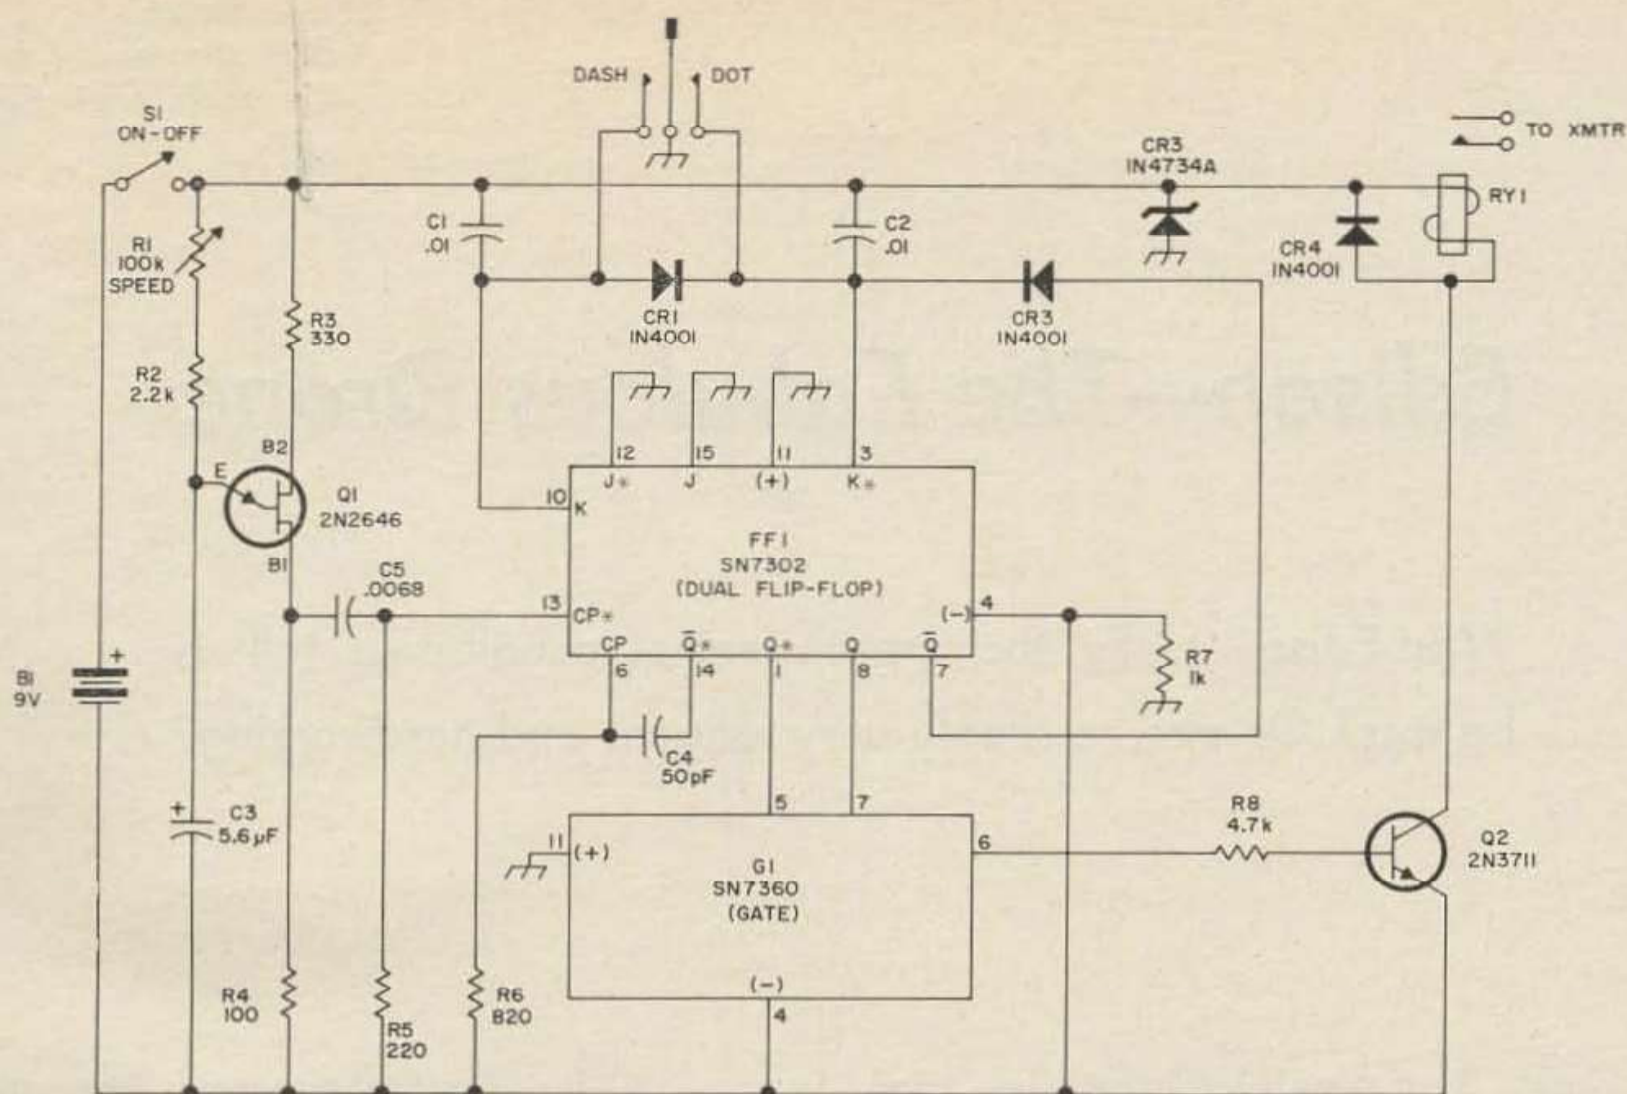 DASH
DOT
S1
ON-OFF
TO XMTR
CR3
1N4734A
RY1
C1
.01
C2
.01
R1
100k
SPEED
CR4
1N4001
R3
330
CR1
1N4001
CR3
1N4001
R2
2.2k
B2
12
15
11
3
E
J*
J
(+)
K*
Q1
2N2646
10
K
B1
FF1
SN7302
(DUAL FLIP-FLOP)
C5
.0068
13
CP*
(-)
4
CP
Q̅*
Q*
Q
Q̅
6
14
1
8
7
R7
1k
B1
9V
+
C4
50pF
+
C3
5.6µF
5
7
R8
4.7k
11
(+)
6
G1
SN7360
(GATE)
Q2
2N3711
(-)
4
R4
100
R5
220
R6
820